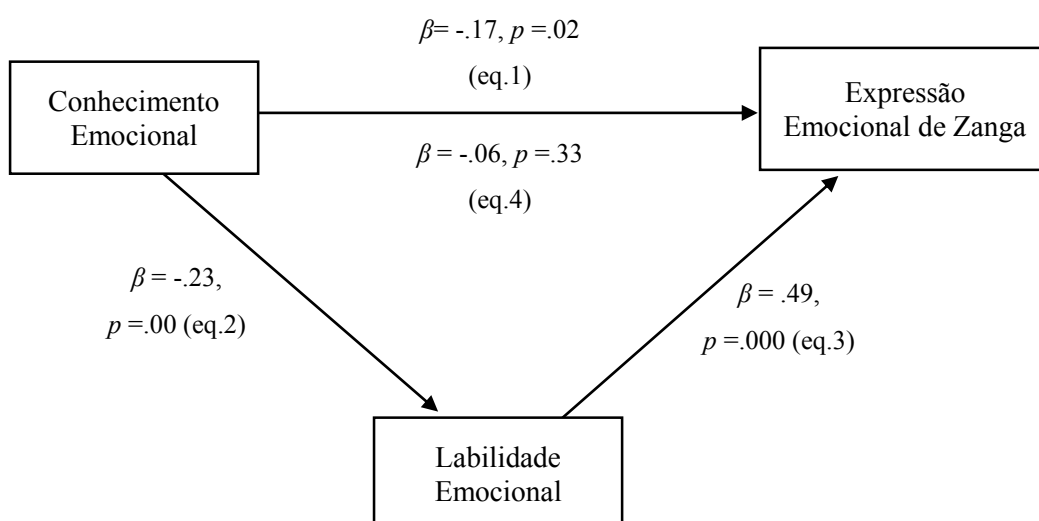 β= -.17, p =.02
(eq.1)
Conhecimento
Emocional
Expressão
Emocional de Zanga
β = -.06, p =.33
(eq.4)
β = -.23,
p =.00 (eq.2)
β = .49,
p =.000 (eq.3)
Labilidade
Emocional